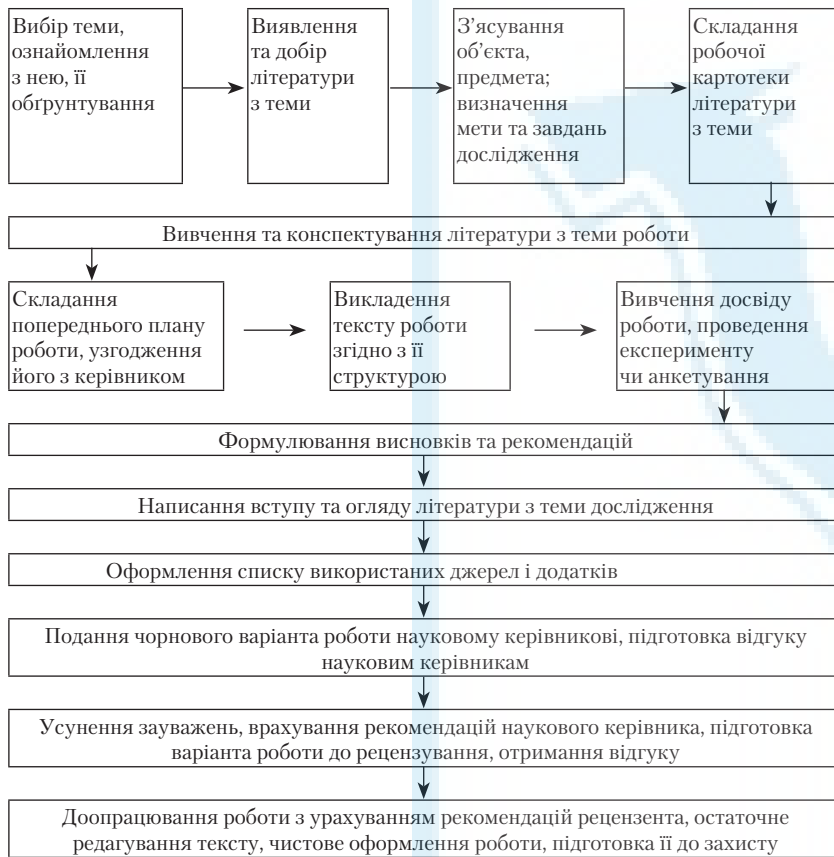 Вибір теми,
ознайомлення
з нею, її
обґрунтування
Виявлення
та добір
літератури
з теми
З’ясування
об’єкта,
предмета;
визначення
мети та завдань
дослідження
Складання
робочої
картотеки
літератури
з теми
Вивчення та конспектування літератури з теми роботи
Складання
попереднього плану
роботи, узгодження
його з керівником
Викладення
тексту роботи
згідно з її
структурою
Вивчення досвіду
роботи, проведення
експерименту
чи анкетування
Формулювання висновків та рекомендацій
Написання вступу та огляду літератури з теми дослідження
Оформлення списку використаних джерел і додатків
Подання чорнового варіанта роботи науковому керівникові, підготовка відгуку
науковим керівникам
Усунення зауважень, врахування рекомендацій наукового керівника, підготовка
варіанта роботи до рецензування, отримання відгуку
Доопрацювання роботи з урахуванням рекомендацій рецензента, остаточне
редагування тексту, чистове оформлення роботи, підготовка її до захисту